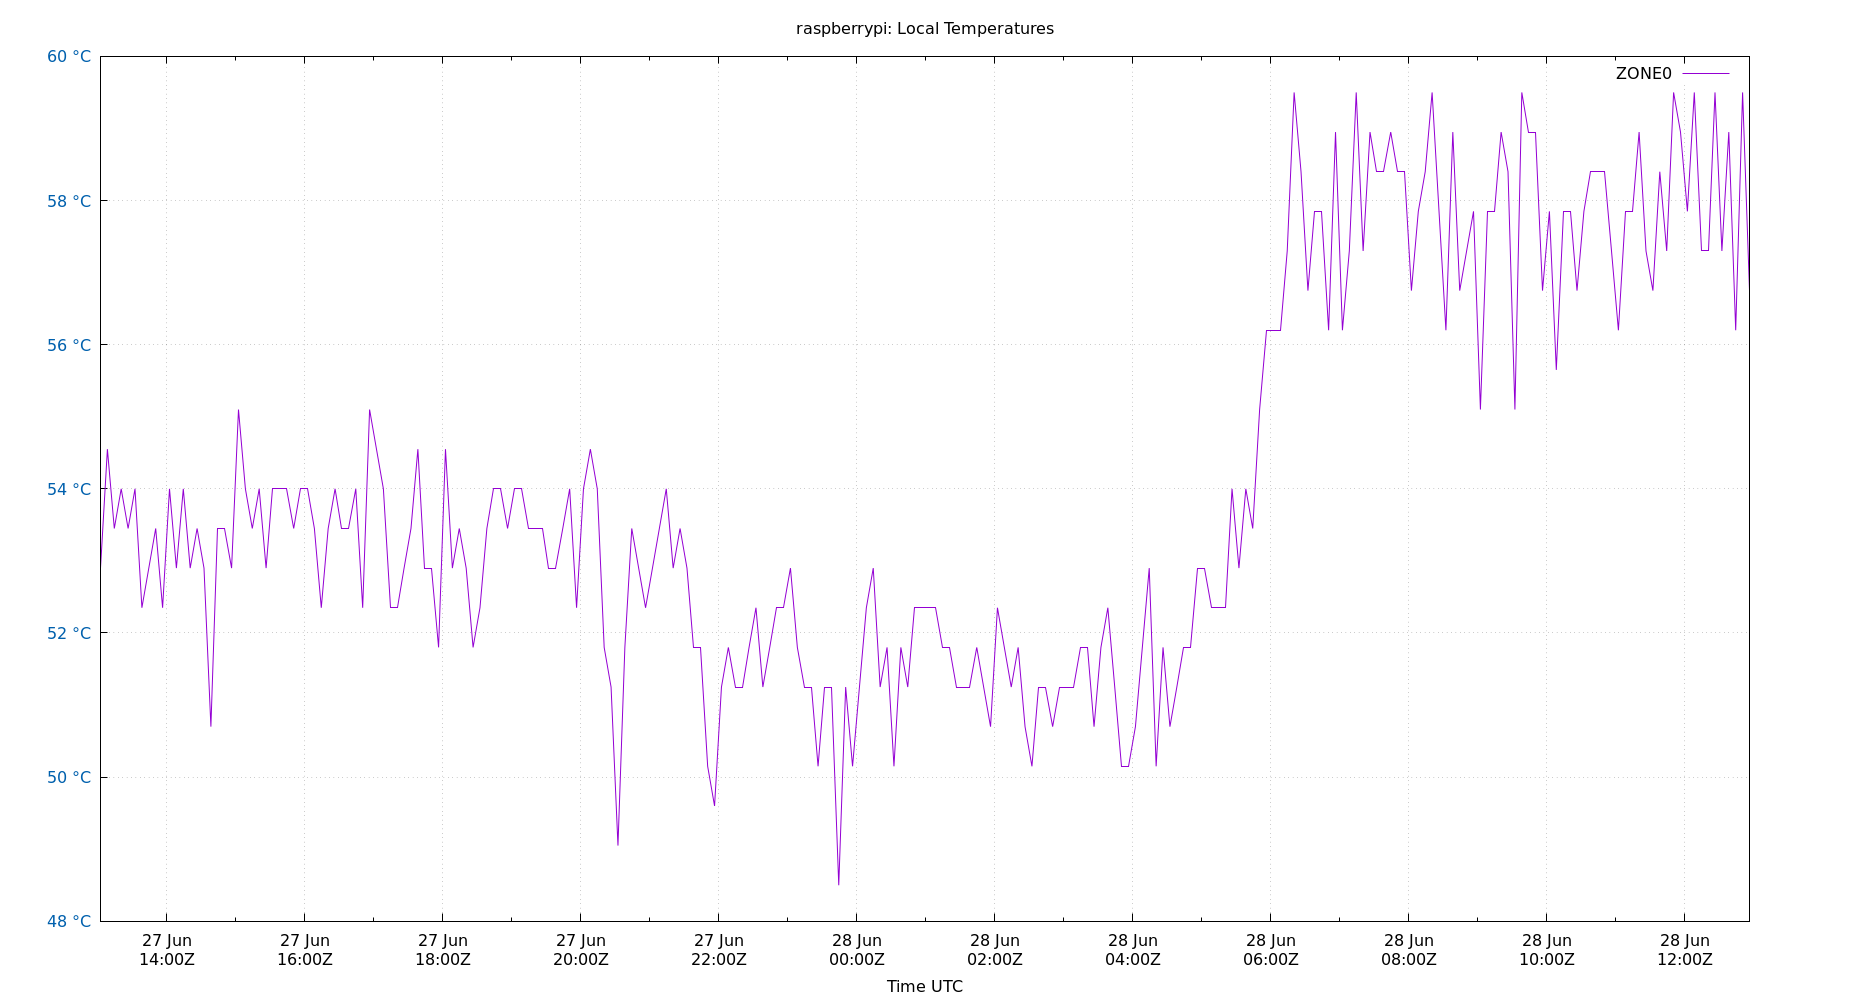 raspberrypi: Local Temperatures
60 °C
ZONE0
58 °C
56 °C
54 °C
52 °C
50 °C
48 °C
27 Jun 27 Jun 27 Jun 27 Jun 27 Jun 28 Jun 28 Jun 28 Jun 28 Jun 28 Jun 28 Jun 28 Jun
14:00Z 16:00Z 18:00Z 20:00Z 22:00Z 00:00Z 02:00Z 04:00Z 06:00Z 08:00Z 10:00Z 12:00Z
Time UTC